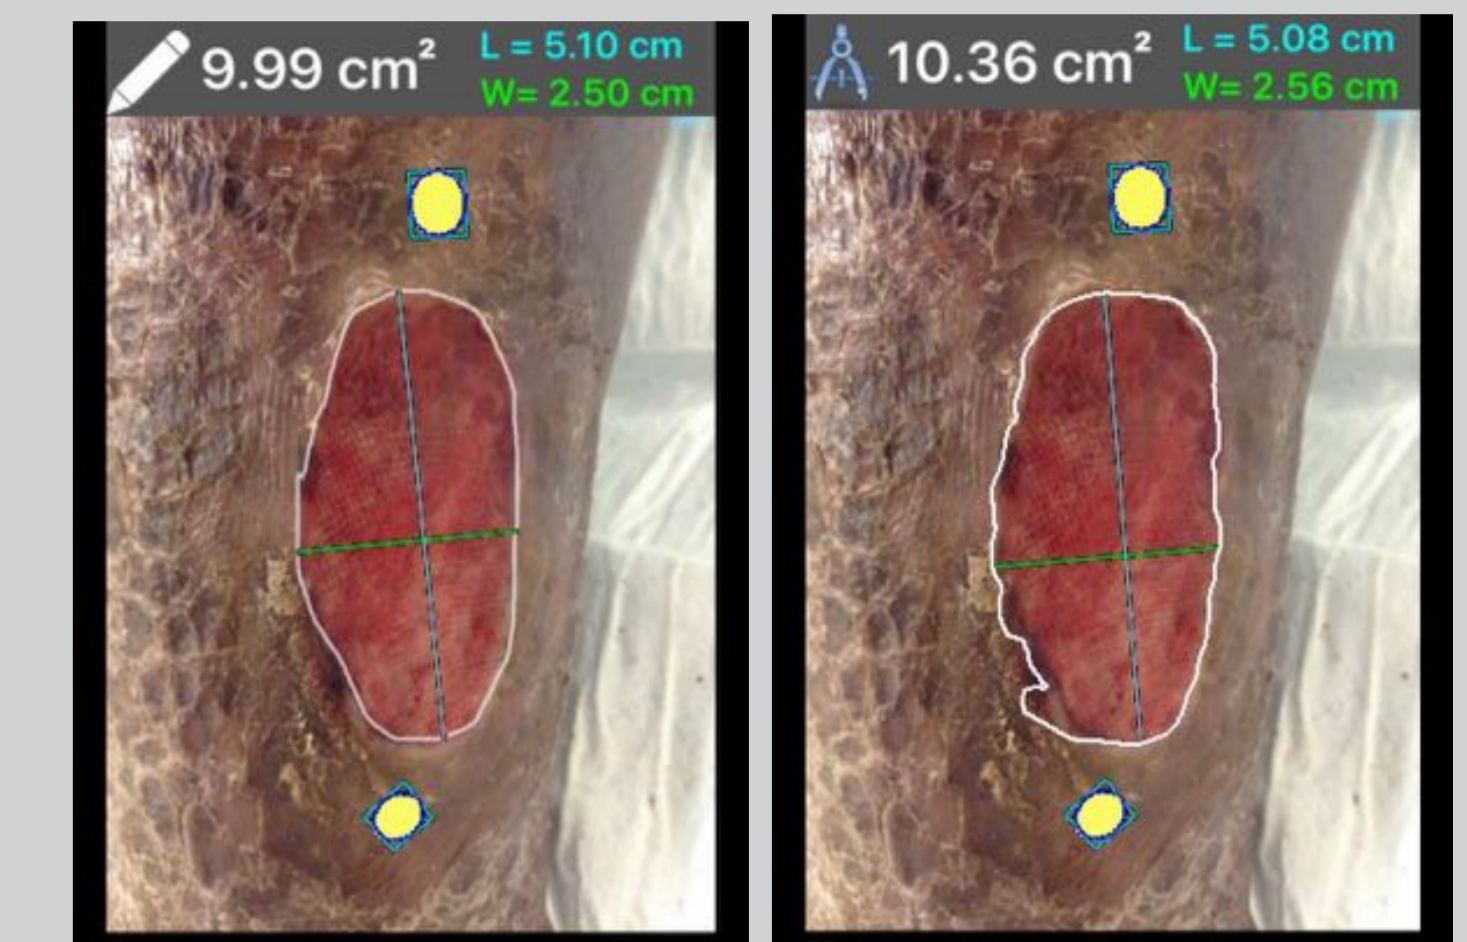 9.99 cm²
L = 5.10 cm
W= 2.50 cm
10.36 cm²
L = 5.08 cm
W= 2.56 cm